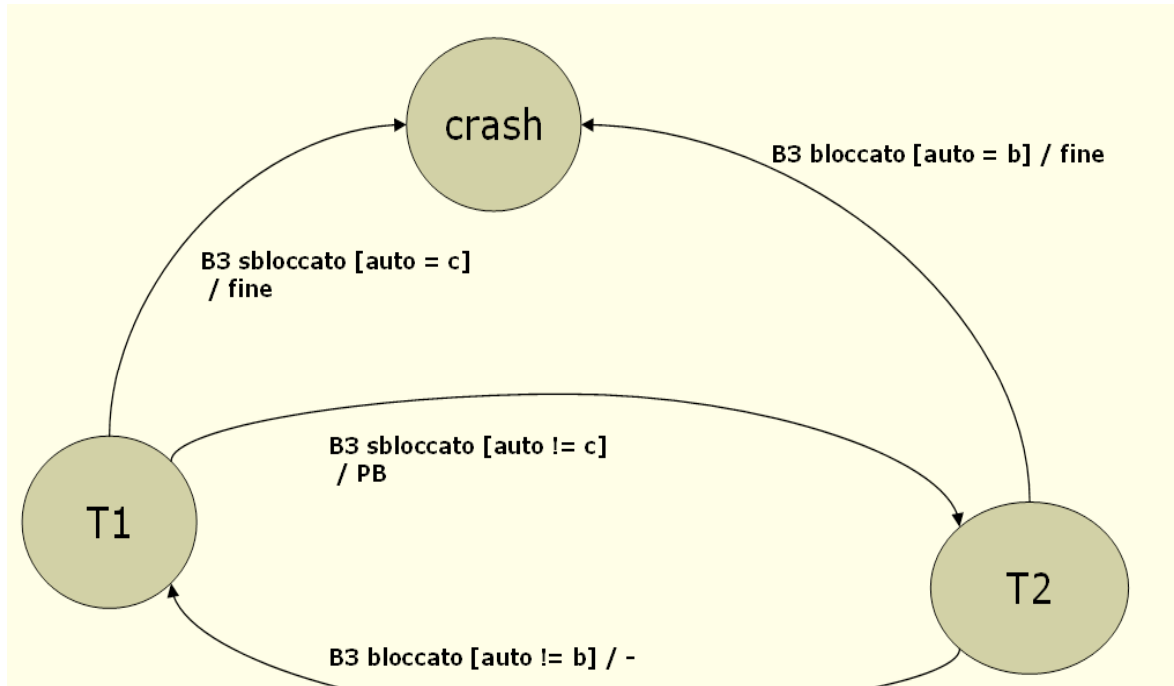 crash
B3 bloccato [auto = b] / fine
B3 sbloccato [auto = c]
/ fine
B3 sbloccato [auto != c]
/ PB
T1
T2
B3 bloccato [auto != b] / -